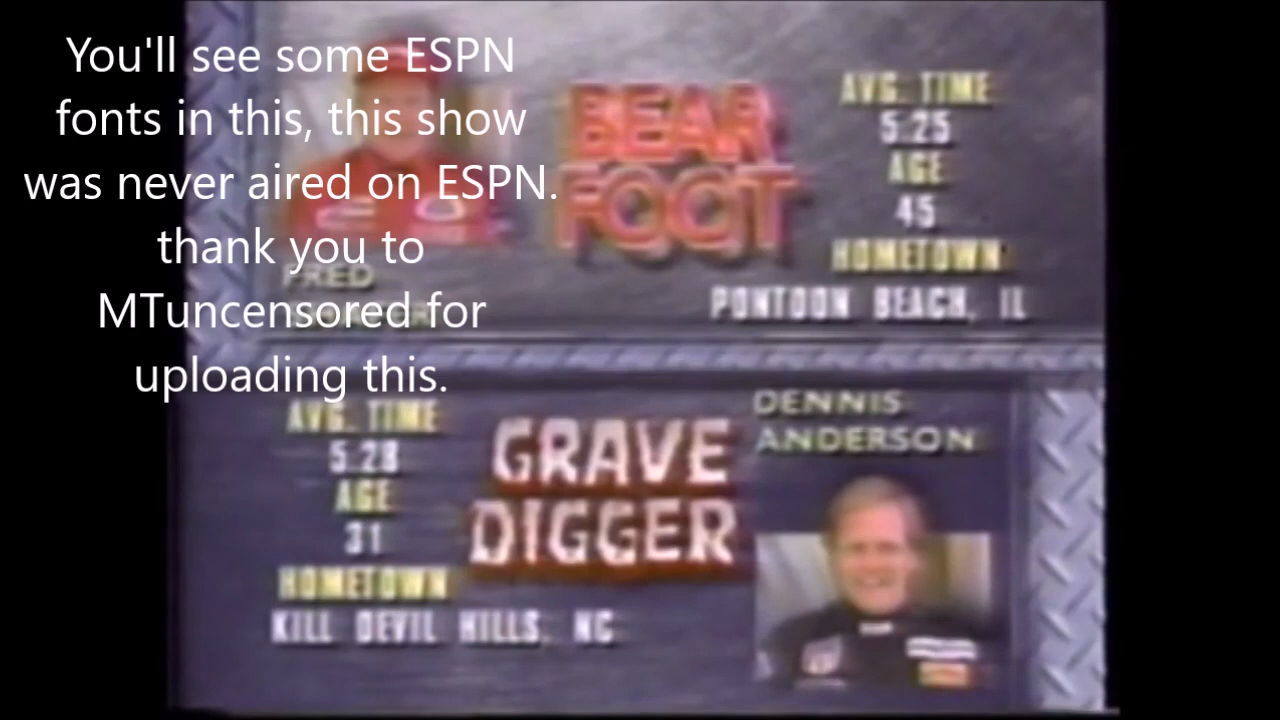 You'll see some ESPN
fonts in this, this show
was never aired on ESPN.
thank you to
MTuncensored for
uploading this.
BEAR
FOOT
AVG. TIME
5.25
AGE
45
HOMETOWN
PONTOON BEACH, IL
FRED
AVG. TIME
5.28
AGE
31
HOMETOWN
KILL DEVIL HILLS, NC
GRAVE
DIGGER
DENNIS
ANDERSON